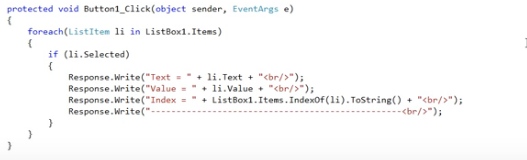 protected void Button1_Click(object sender, EventArgs e)
{
    foreach(ListItem li in ListBox1.Items)
    {
        if (li.Selected)
        {
            Response.Write("Text = " + li.Text + "<br/>");
            Response.Write("Value = " + li.Value + "<br/>");
            Response.Write("Index = " + ListBox1.Items.IndexOf(li).ToString() + "<br/>");
            Response.Write("--------------------------------------------------<br/>");
        }
    }
}